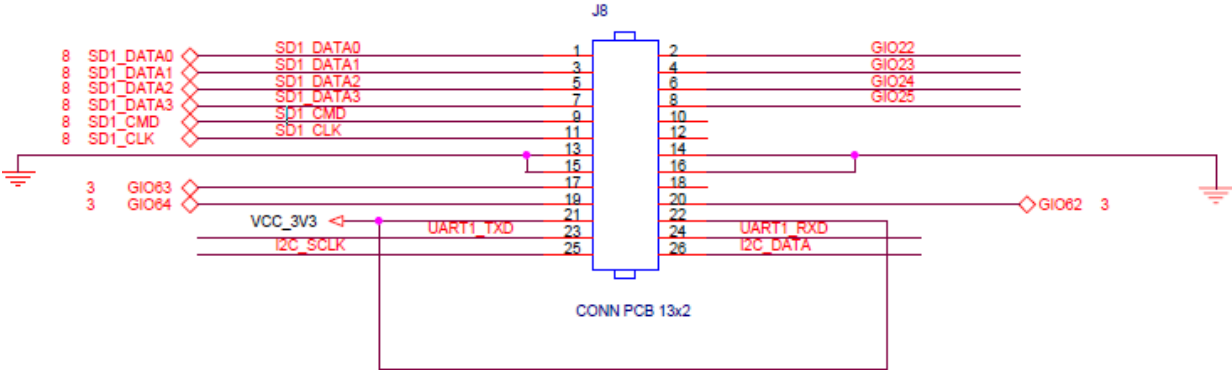 J8
8 SD1_DATA0 SD1_DATA0 1 2 GIO22
8 SD1_DATA1 SD1_DATA1 3 4 GIO23
8 SD1_DATA2 SD1_DATA2 5 6 GIO24
8 SD1_DATA3 SD1_DATA3 7 8 GIO25
8 SD1_CMD SD1_CMD 9 10
8 SD1_CLK SD1_CLK 11 12
13 14
15 16
3 GIO63 17 18
3 GIO64 19 20 GIO62 3
VCC_3V3 21 22
UART1_TXD 23 24 UART1_RXD
I2C_SCLK 25 26 I2C_DATA
CONN PCB 13x2